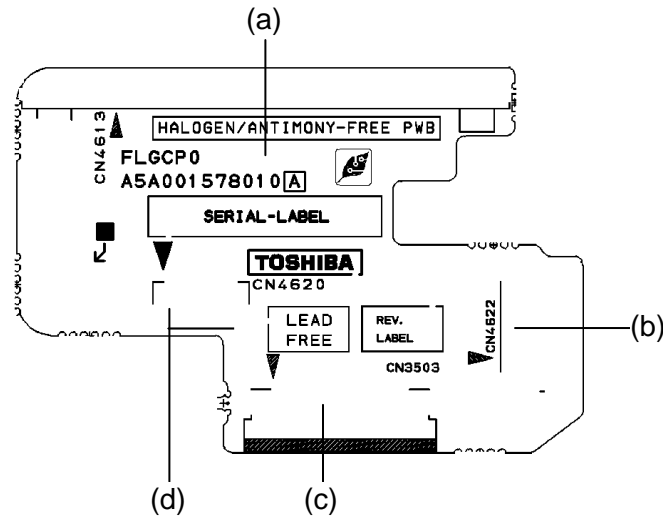 (a)
HALOGEN/ANTIMONY-FREE PWB
CN4613
FLGCP0
A5A001578010 A
SERIAL-LABEL
TOSHIBA
CN4620
LEAD
FREE
REV.
LABEL
CN4622
(b)
CN3503
(d)
(c)